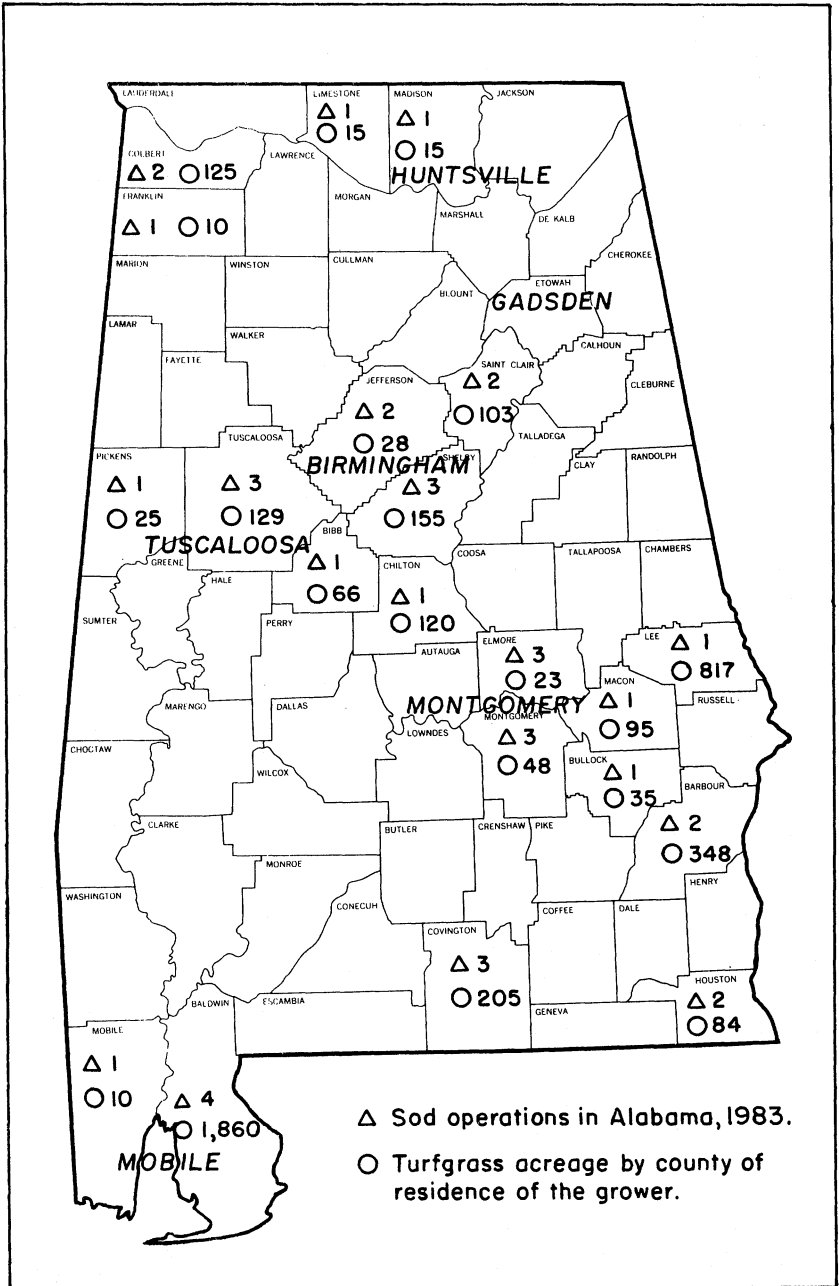 LAUDERDALE
LIMESTONE
△ 1
○ 15
MADISON
△ 1
○ 15
JACKSON
COLBERT
△ 2 ○ 125
LAWRENCE
HUNTSVILLE
FRANKLIN
△ 1 ○ 10
MORGAN
MARSHALL
DE KALB
MARION
WINSTON
CULLMAN
CHEROKEE
BLOUNT
ETOWAH
GADSDEN
LAMAR
FAYETTE
WALKER
CALHOUN
SAINT CLAIR
△ 2
○ 103
JEFFERSON
△ 2
○ 28
CLEBURNE
BIRMINGHAM
TUSCALOOSA
△ 3
○ 129
TALLADEGA
PICKENS
△ 1
○ 25
SHELBY
△ 3
○ 155
CLAY
RANDOLPH
TUSCALOOSA
BIBB
△ 1
○ 66
GREENE
HALE
CHILTON
△ 1
○ 120
COOSA
TALLAPOOSA
CHAMBERS
SUMTER
PERRY
AUTAUGA
ELMORE
△ 3
○ 23
LEE
△ 1
○ 817
MACON
△ 1
○ 95
RUSSELL
MARENGO
DALLAS
MONTGOMERY
MONTGOMERY
△ 3
○ 48
LOWNDES
CHOCTAW
WILCOX
BULLOCK
△ 1
○ 35
BARBOUR
△ 2
○ 348
CLARKE
BUTLER
CRENSHAW
PIKE
MONROE
HENRY
WASHINGTON
CONECUH
COFFEE
DALE
COVINGTON
△ 3
○ 205
HOUSTON
△ 2
○ 84
BALDWIN
△ 4
○ 1,860
ESCAMBIA
GENEVA
MOBILE
△ 1
○ 10
MOBILE
△ Sod operations in Alabama, 1983.
○ Turfgrass acreage by county of
residence of the grower.